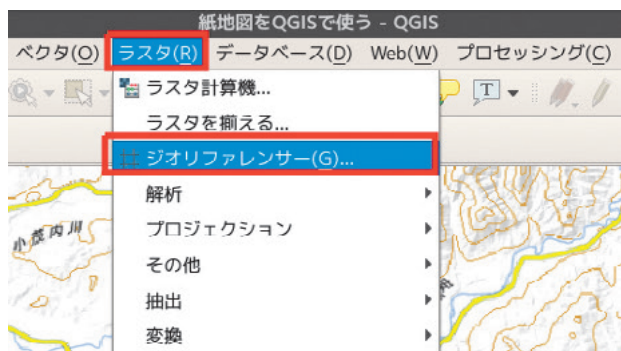 紙地図をQGISで使う - QGIS
ベクタ(O) ラスタ(R) データベース(D) Web(W) プロセッシング(C)
ラスタ計算機...
T
ラスタを揃える...
ジオリファレンサー(G)...
解析
プロジェクション
小茂内川
その他
抽出
変換